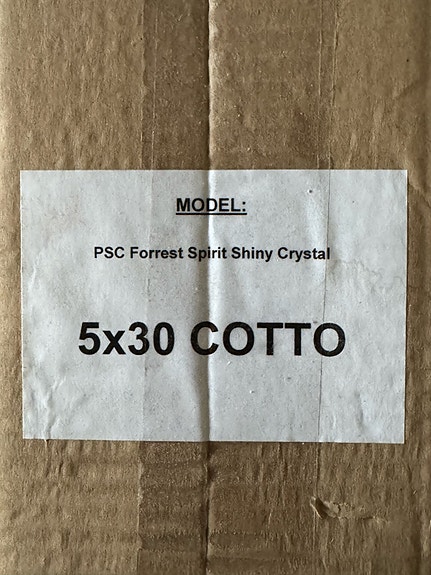 MODEL:
PSC Forrest Spirit Shiny Crystal
5x30 COTTO